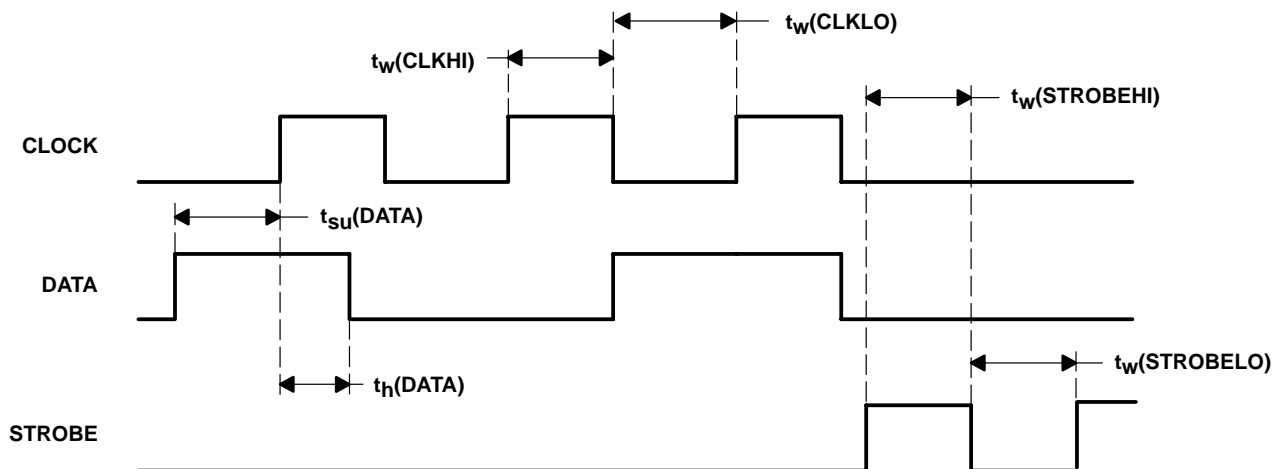 tw(CLKLO)
tw(CLKHI)
tw(STROBEHI)
CLOCK
tsu(DATA)
DATA
tw(STROBELO)
th(DATA)
STROBE